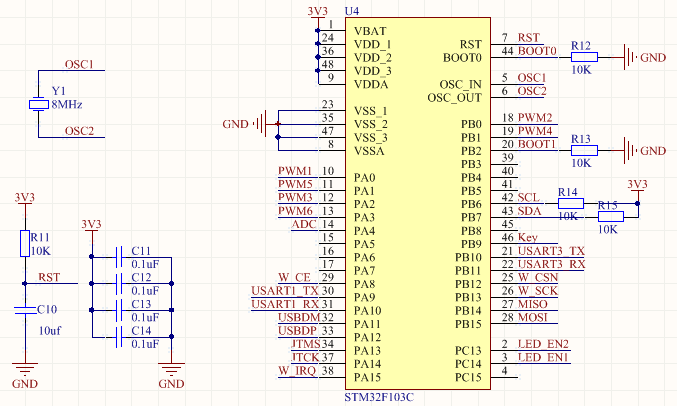 OSC1
Y1
8MHz
OSC2
3V3
R11
10K
RST
C10
10uf
GND
3V3
C11
0.1uF
C12
0.1uF
C13
0.1uF
C14
0.1uF
GND
3V3
U4
1 VBAT
24 VDD_1
36 VDD_2
48 VDD_3
9 VDDA
23 VSS_1
GND 35 VSS_2
47 VSS_3
8 VSSA
PWM1 10 PA0
PWM5 11 PA1
PWM3 12 PA2
PWM6 13 PA3
ADC 14 PA4
15 PA5
16 PA6
17 PA7
W_CE 29 PA8
USART1_TX 30 PA9
USART1_RX 31 PA10
USBDM 32 PA11
USBDP 33 PA12
JTMS 34 PA13
JTCK 37 PA14
W_IRQ 38 PA15
RST 7 RST
BOOT0 44 BOOT0
R12
10K
GND
OSC_IN 5 OSC1
OSC_OUT 6 OSC2
PB0 18 PWM2
PB1 19 PWM4
PB2 20 BOOT1
R13
10K
GND
PB3 39
PB4 40
PB5 41
PB6 42 SCL
R14
10K
3V3
PB7 43 SDA
R15
10K
PB8 45
PB9 46 Key
PB10 21 USART3_TX
PB11 22 USART3_RX
PB12 25 W_CSN
PB13 26 W_SCK
PB14 27 MISO
PB15 28 MOSI
PC13 2 LED_EN2
PC14 3 LED_EN1
PC15 4
STM32F103C